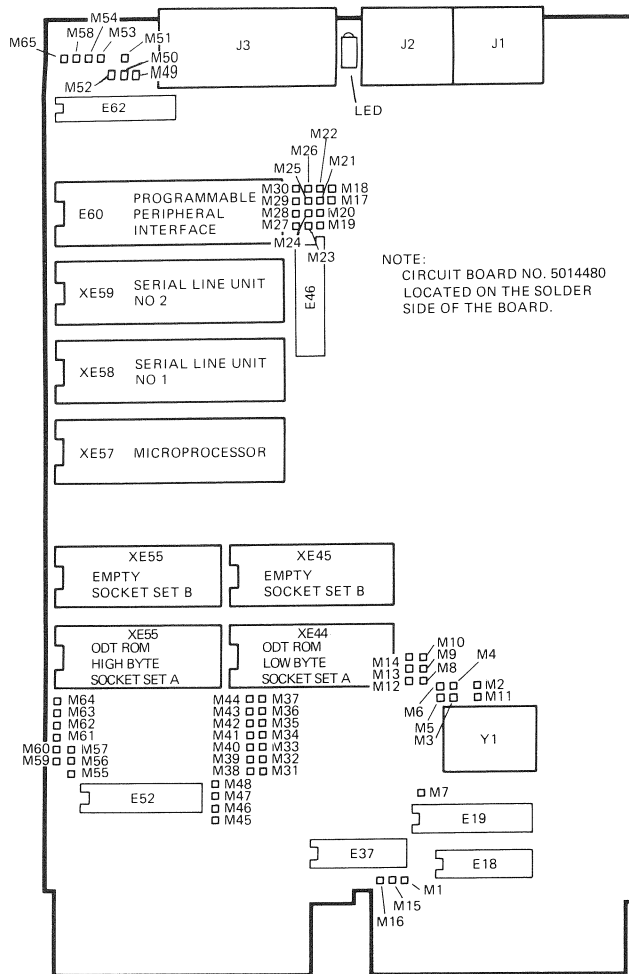 M54
M58 M53
M65 M51
M50
M49
M52
J3
J2
J1
LED
E62
M22
M26
M21
M25
M30 M18
M29 M17
M28 M20
M27 M19
M24
M23
E60 PROGRAMMABLE
PERIPHERAL
INTERFACE
E46
NOTE:
CIRCUIT BOARD NO. 5014480
LOCATED ON THE SOLDER
SIDE OF THE BOARD.
XE59 SERIAL LINE UNIT
NO 2
XE58 SERIAL LINE UNIT
NO 1
XE57 MICROPROCESSOR
XE55
EMPTY
SOCKET SET B
XE45
EMPTY
SOCKET SET B
XE55
ODT ROM
HIGH BYTE
SOCKET SET A
XE44
ODT ROM
LOW BYTE
SOCKET SET A
M10
M9
M14
M8
M13
M12
M4
M2
M11
M6
M5
M3
Y1
M64
M63
M62
M61
M60 M57
M59 M56
M55
M44 M37
M43 M36
M42 M35
M41 M34
M40 M33
M39 M32
M38 M31
M48
M47
M46
M45
E52
M7
E19
E37
E18
M1
M15
M16